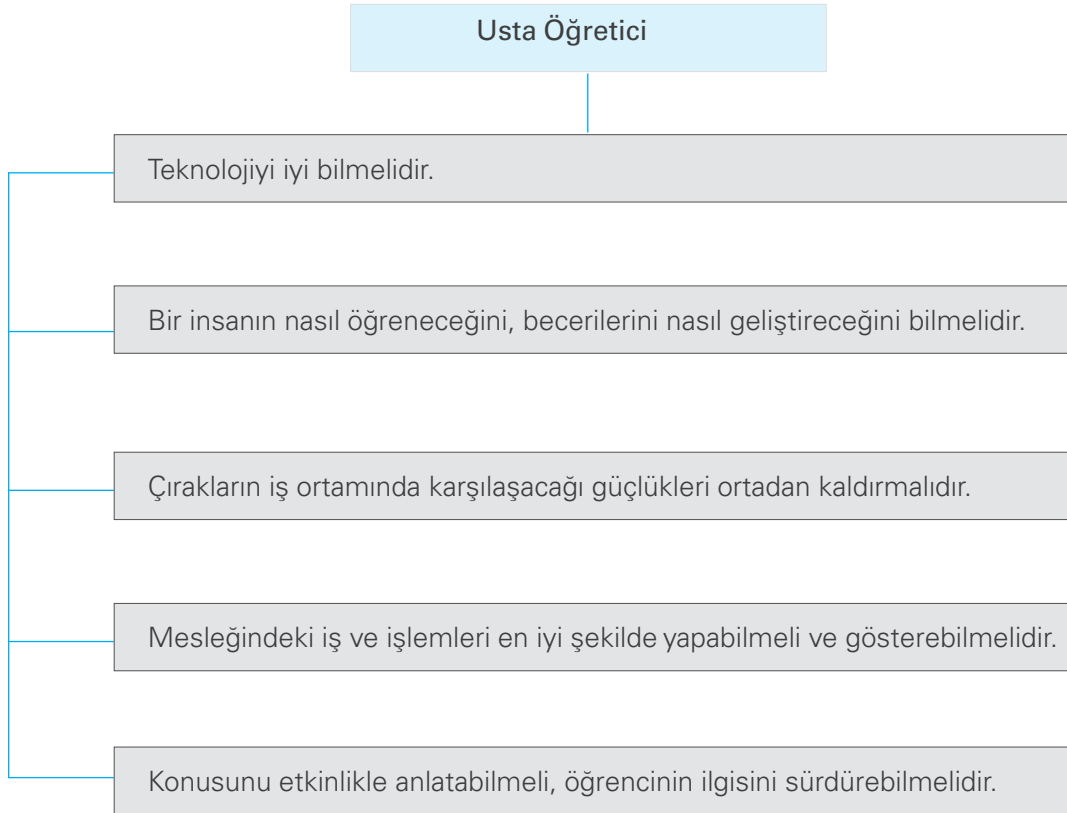 Usta Öğretici
Teknolojiyi iyi bilmelidir.
Bir insanın nasıl öğreneceğini, becerilerini nasıl geliştireceğini bilmelidir.
Çırakların iş ortamında karşılaşacağı güçlükleri ortadan kaldırmalıdır.
Mesleğindeki iş ve işlemleri en iyi şekilde yapabilmeli ve gösterebilmelidir.
Konusunu etkinlikle anlatabilmeli, öğrencinin ilgisini sürdürebilmelidir.